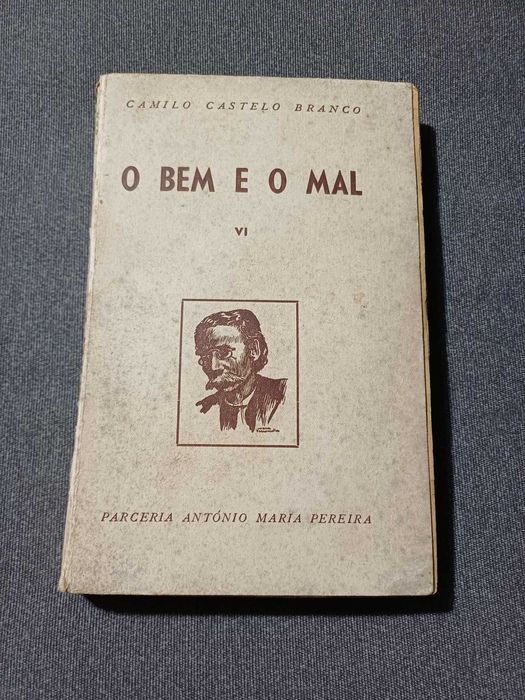 CAMILO CASTELO BRANCO
O BEM E O MAL
VI
PARCERIA ANTÓNIO MARIA PEREIRA